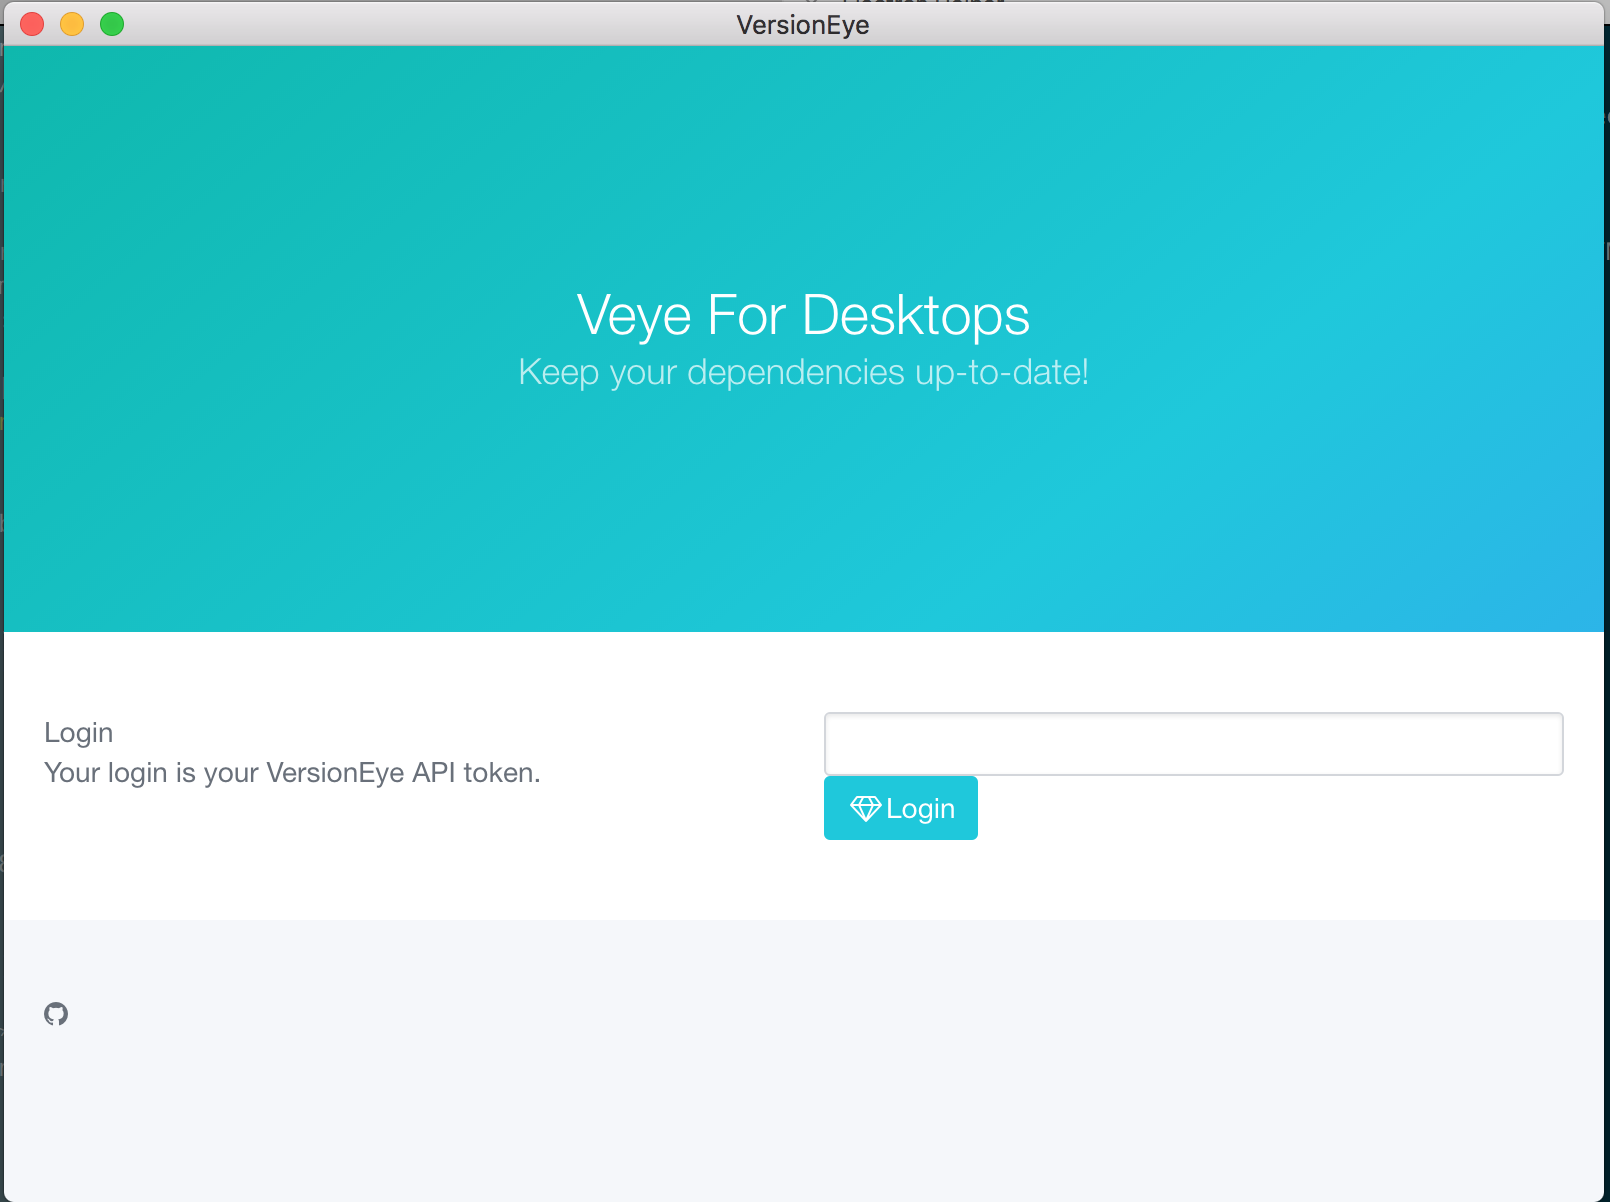 VersionEye
Veye For Desktops
Keep your dependencies up-to-date!
Login
Your login is your VersionEye API token.
Login